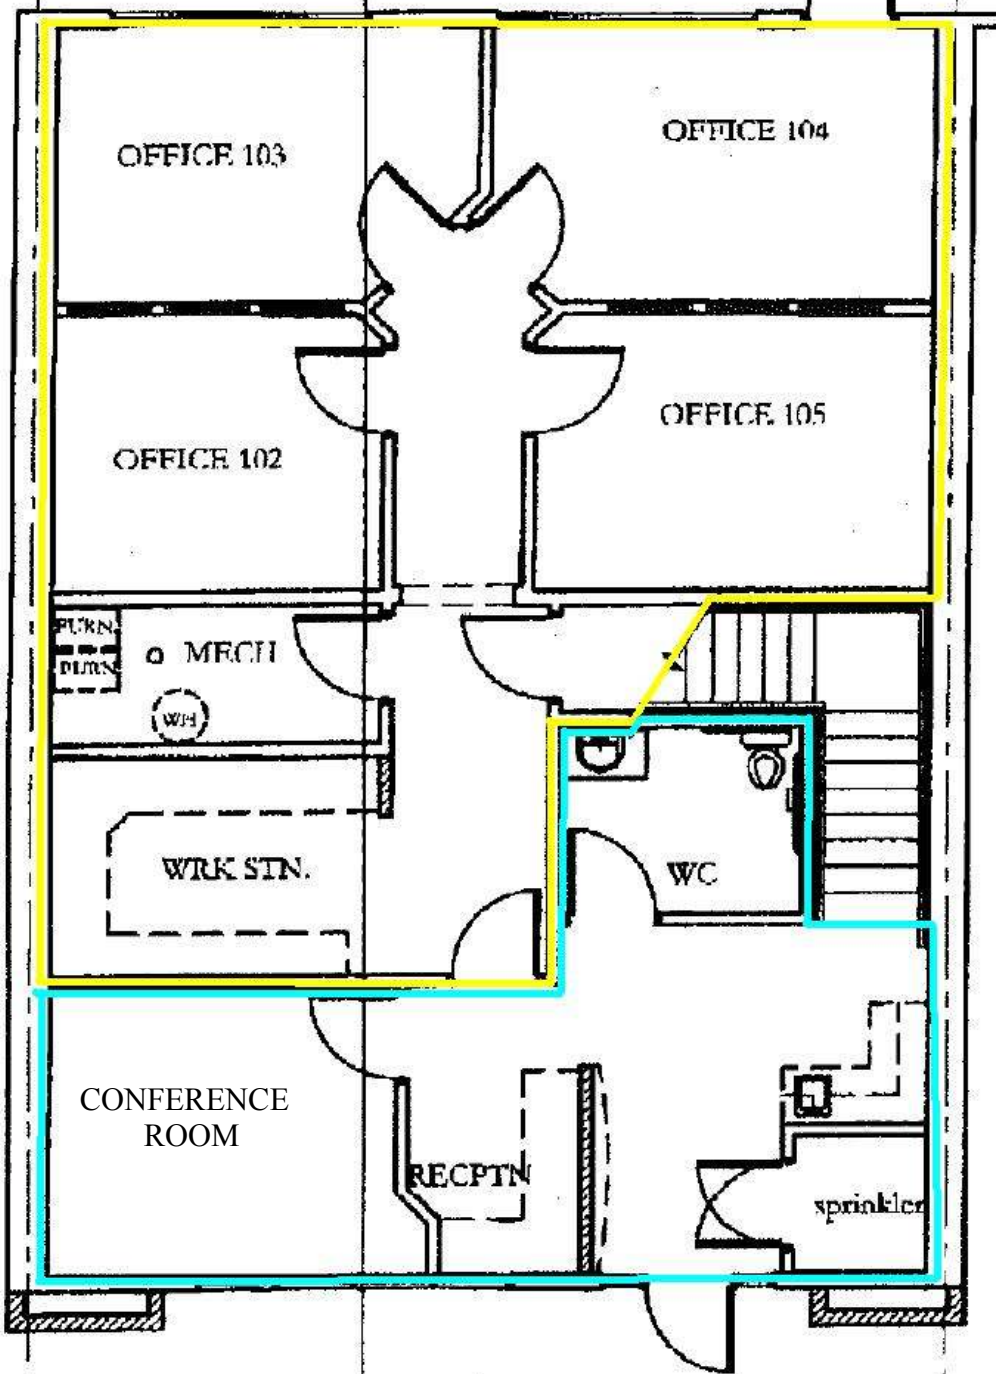 OFFICE 103
OFFICE 104
OFFICE 102
OFFICE 105
FURN
FURN
MECH
WH
WRK STN.
WC
CONFERENCE
ROOM
RECPTN
sprinkler